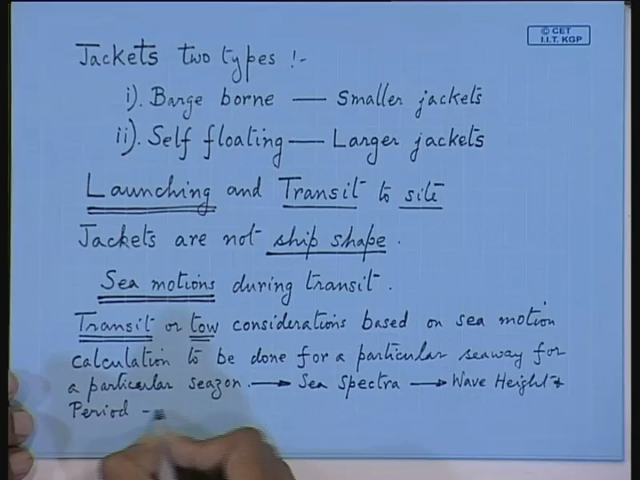 © CET
I.I.T. KGP
Jackets two types :-
i). Barge borne — Smaller jackets
ii). Self floating — Larger jackets
Launching and Transit to site
Jackets are not ship shape.
Sea motions during transit.
Transit or tow considerations based on sea motion
calculation to be done for a particular seaway for
a particular seazon. → Sea Spectra → Wave Height &
Period –